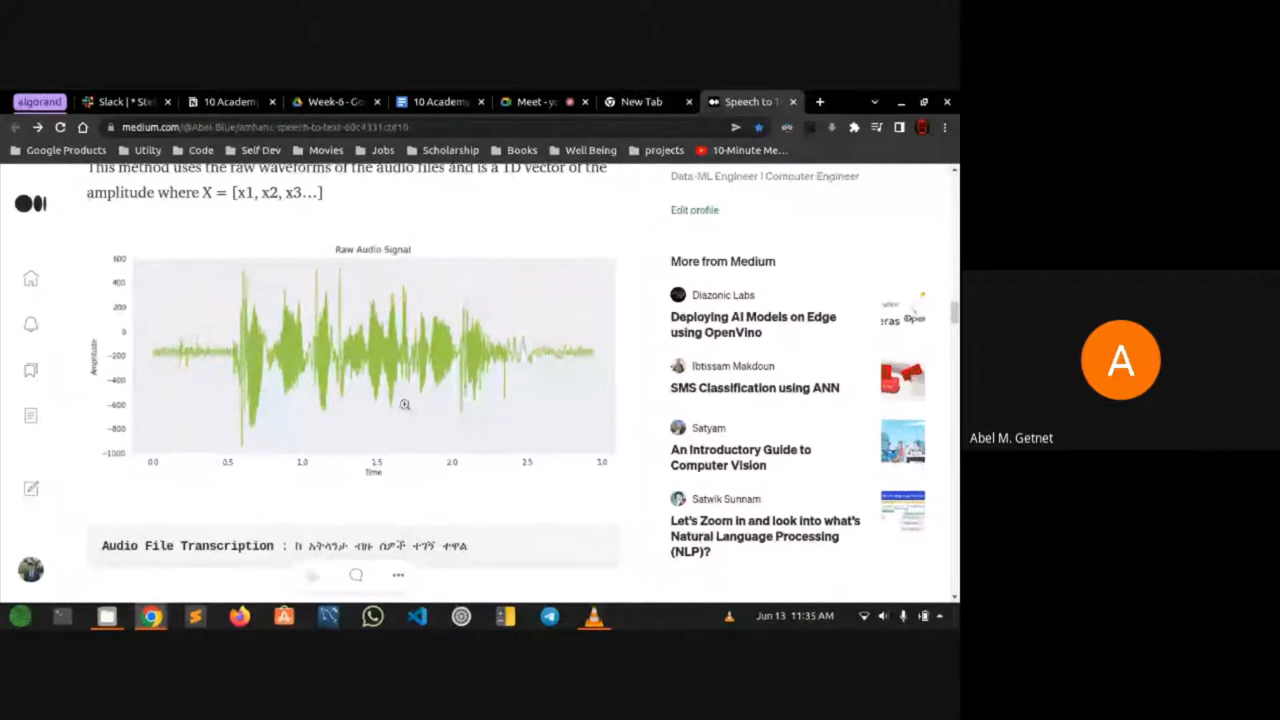 algorand
Slack | * Ste
10 Academ
Week-6 - Go
10 Academy
Meet - yo
New Tab
Speech to T
medium.com/@Abel-Blue/amharic-speech-to-text-
Google Products
Utilty
Code
Self Dev
Movies
Jobs
Scholarship
Books
Well Being
projects
10-Minute Me...
This method uses the raw waveforms of the audio files and is a 1D vector of the
amplitude where X = [x1, x2, x3...]
Raw Audio Signal
600
400
200
0
−200
−400
−600
−800
−1000
Amplitude
0.0 0.5 1.0 1.5 2.0 2.5 3.0
Time
Audio File Transcription : ከ አትላንታ ብዙ ሰዎች ተገኝ ተዋል
Data-ML Engineer | Computer Engineer
Edit profile
More from Medium
Diazonic Labs
Deploying AI Models on Edge
using OpenVino
Ibtissam Makdoun
SMS Classification using ANN
Satyam
An Introductory Guide to
Computer Vision
Satwik Sunnam
Let's Zoom in and look into what's
Natural Language Processing
(NLP)?
Jun 13 11:35 AM
A
Abel M. Getnet